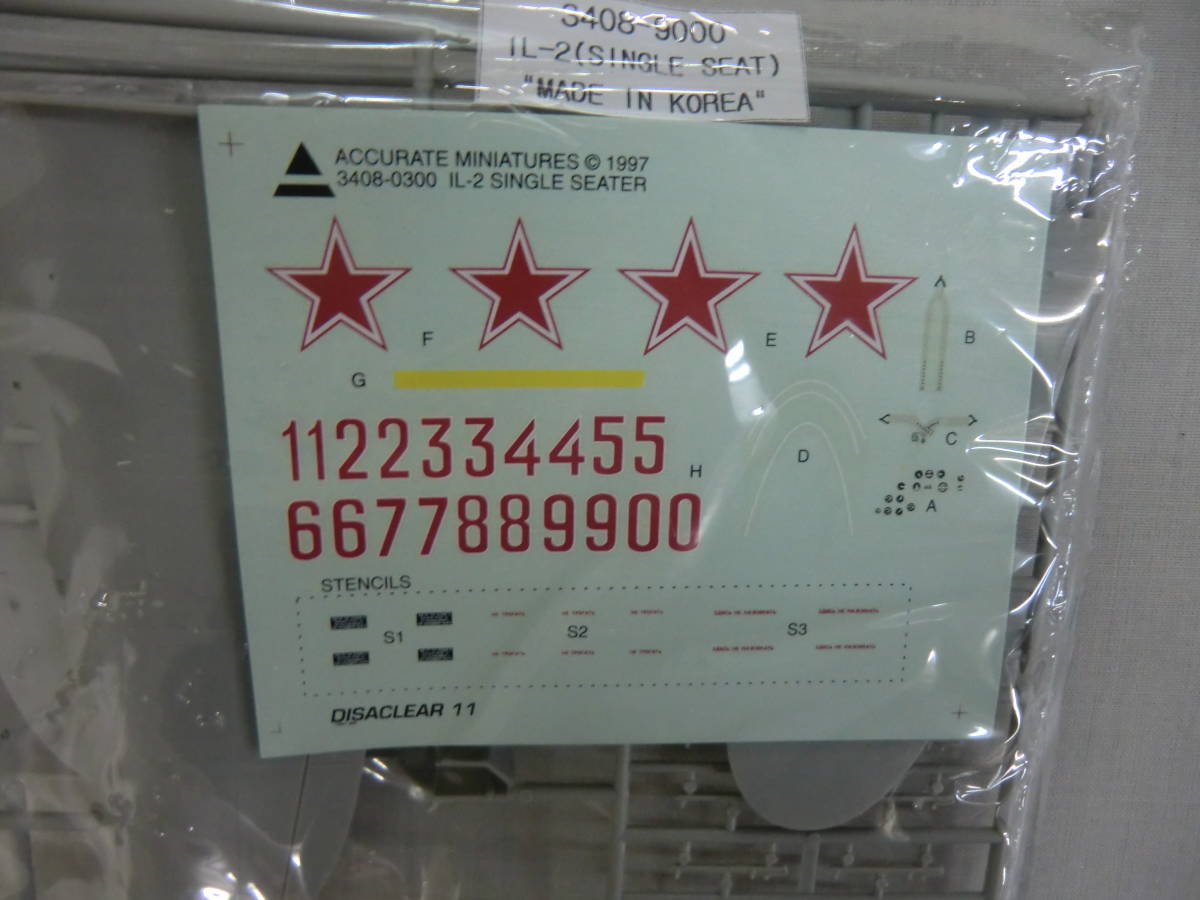 3408-9000
IL-2(SINGLE SEAT)
"MADE IN KOREA"
ACCURATE MINIATURES © 1997
3408-0300 IL-2 SINGLE SEATER
F
E
B
G
C
D
A
1122334455
H
6677889900
STENCILS
S1
S2
S3
DISACLEAR 11